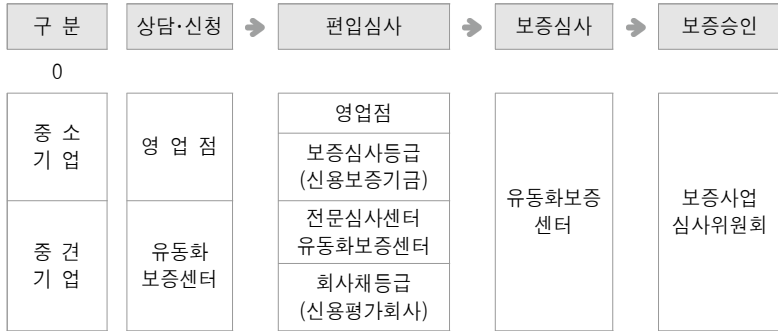 구 분
상담·신청
편입심사
보증심사
보증승인
0
중 소
기 업
영 업 점
영업점
보증심사등급
(신용보증기금)
중 견
기 업
유동화
보증센터
전문심사센터
유동화보증센터
회사채등급
(신용평가회사)
유동화보증
센터
보증사업
심사위원회